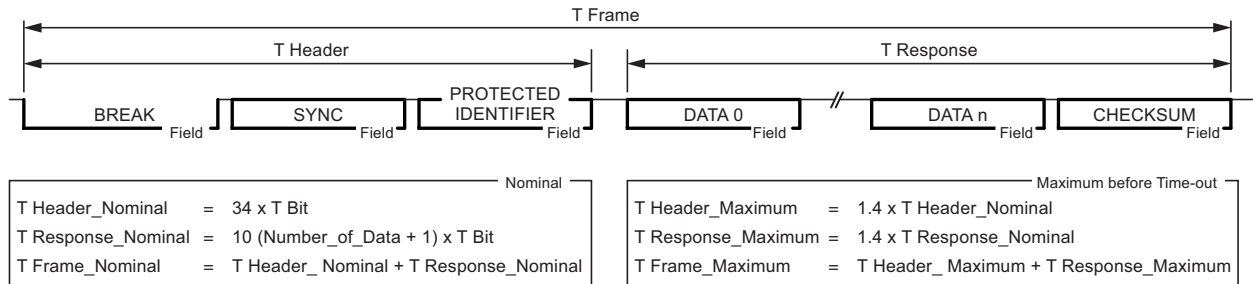 T Frame
T Header
T Response
BREAK
Field
SYNC
Field
PROTECTED
IDENTIFIER
Field
DATA 0
Field
DATA n
Field
CHECKSUM
Field
Nominal
T Header_Nominal = 34 x T Bit
T Response_Nominal = 10 (Number_of_Data + 1) x T Bit
T Frame_Nominal = T Header_ Nominal + T Response_Nominal
Maximum before Time-out
T Header_Maximum = 1.4 x T Header_Nominal
T Response_Maximum = 1.4 x T Response_Nominal
T Frame_Maximum = T Header_ Maximum + T Response_Maximum